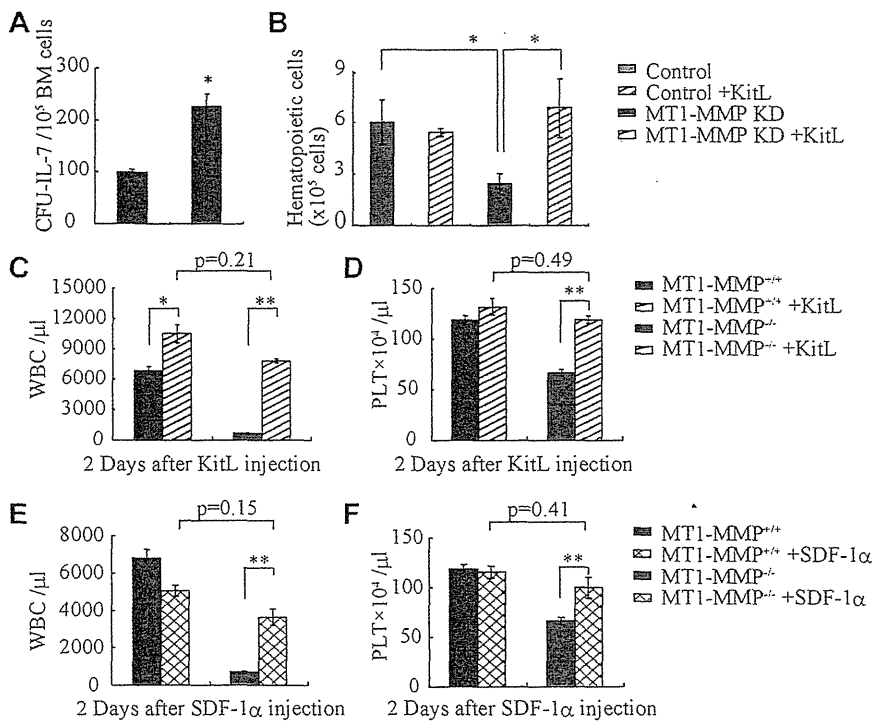 A
CFU-IL-7 /10⁵ BM cells
300
200
100
0
*
B
Hematopoietic cells
(x10⁵ cells)
9
6
3
0
*
*
Control
Control +KitL
MT1-MMP KD
MT1-MMP KD +KitL
C
p=0.21
WBC /µl
15000
12000
9000
6000
3000
0
*
**
2 Days after KitL injection
D
p=0.49
PLT×10⁴/µl
150
100
50
0
**
2 Days after KitL injection
MT1-MMP⁺/⁺
MT1-MMP⁺/⁺ +KitL
MT1-MMP⁻/⁻
MT1-MMP⁻/⁻ +KitL
E
p=0.15
WBC/µl
8000
6000
4000
2000
0
**
2 Days after SDF-1α injection
F
p=0.41
PLT×10⁴/µl
150
100
50
0
**
2 Days after SDF-1α injection
MT1-MMP⁺/⁺
MT1-MMP⁺/⁺ +SDF-1α
MT1-MMP⁻/⁻
MT1-MMP⁻/⁻ +SDF-1α